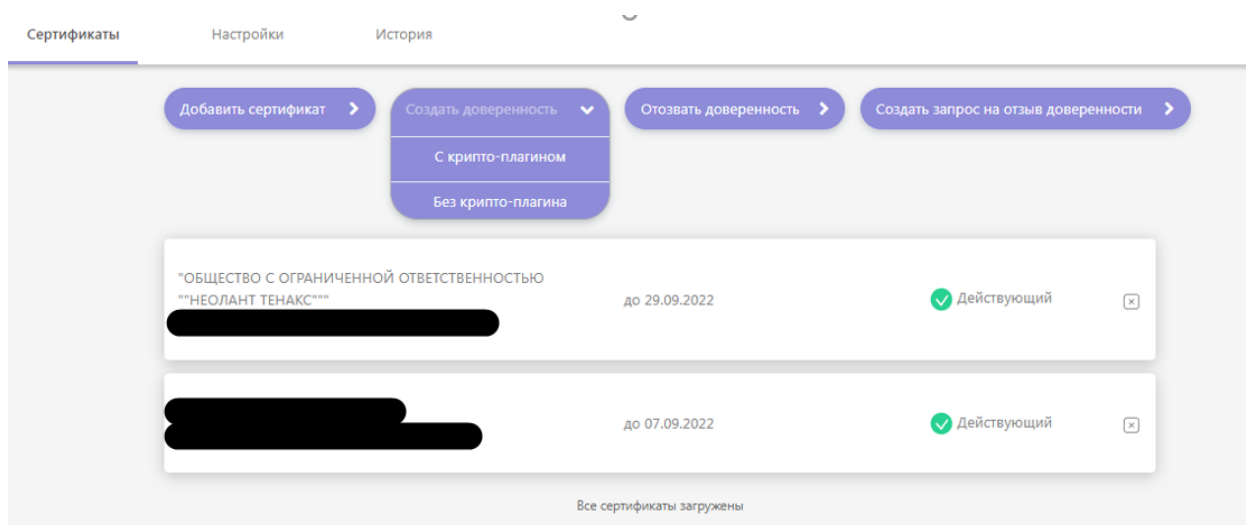 Сертификаты Настройки История
Добавить сертификат Создать доверенность Отозвать доверенность Создать запрос на отзыв доверенности
С крипто-плагином
Без крипто-плагина
"ОБЩЕСТВО С ОГРАНИЧЕННОЙ ОТВЕТСТВЕННОСТЬЮ
""НЕОЛАНТ ТЕНАКС"""
до 29.09.2022 Действующий
до 07.09.2022 Действующий
Все сертификаты загружены